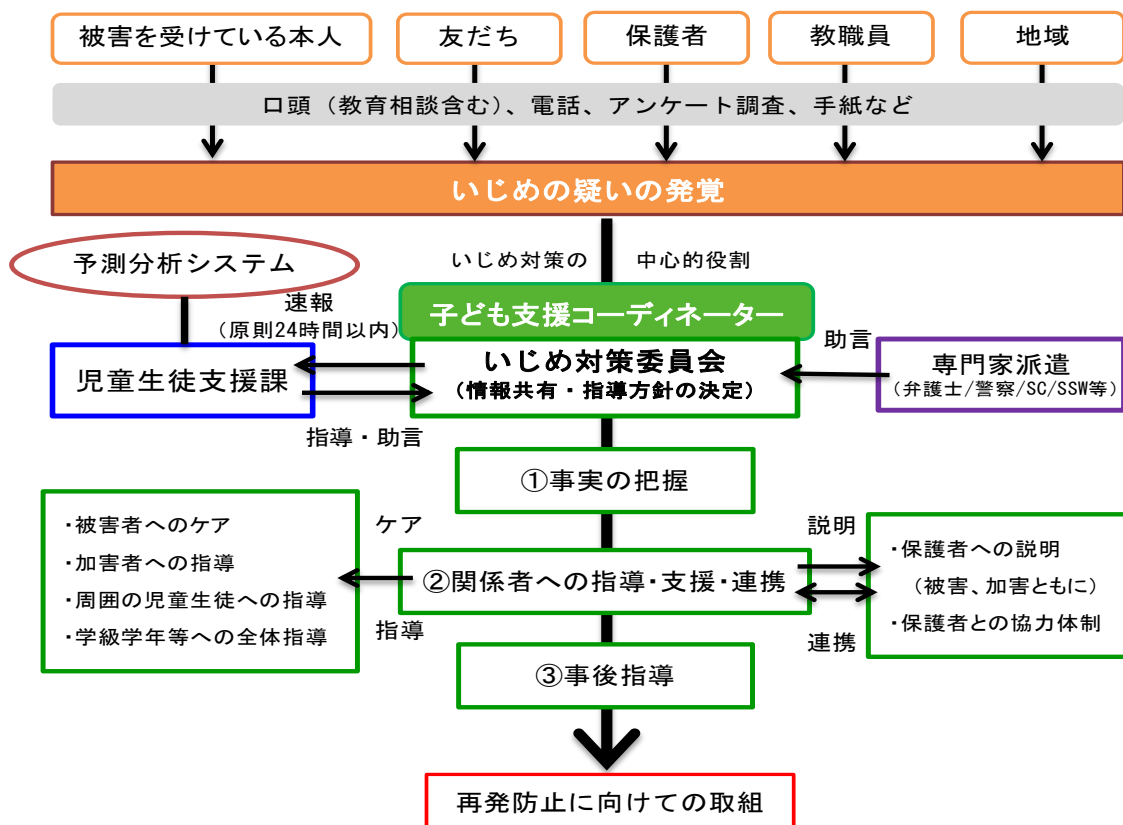 被害を受けている本人
友だち
保護者
教職員
地域
口頭(教育相談含む)、電話、アンケート調査、手紙など
いじめの疑いの発覚
いじめ対策の 中心的役割
予測分析システム
速報
(原則24時間以内)
子ども支援コーディネーター
いじめ対策委員会
(情報共有・指導方針の決定)
児童生徒支援課
指導・助言
助言
専門家派遣
(弁護士/警察/SC/SSW等)
①事実の把握
・被害者へのケア
・加害者への指導
・周囲の児童生徒への指導
・学級学年等への全体指導
ケア
指導
②関係者への指導・支援・連携
説明
連携
・保護者への説明
(被害、加害ともに)
・保護者との協力体制
③事後指導
再発防止に向けての取組